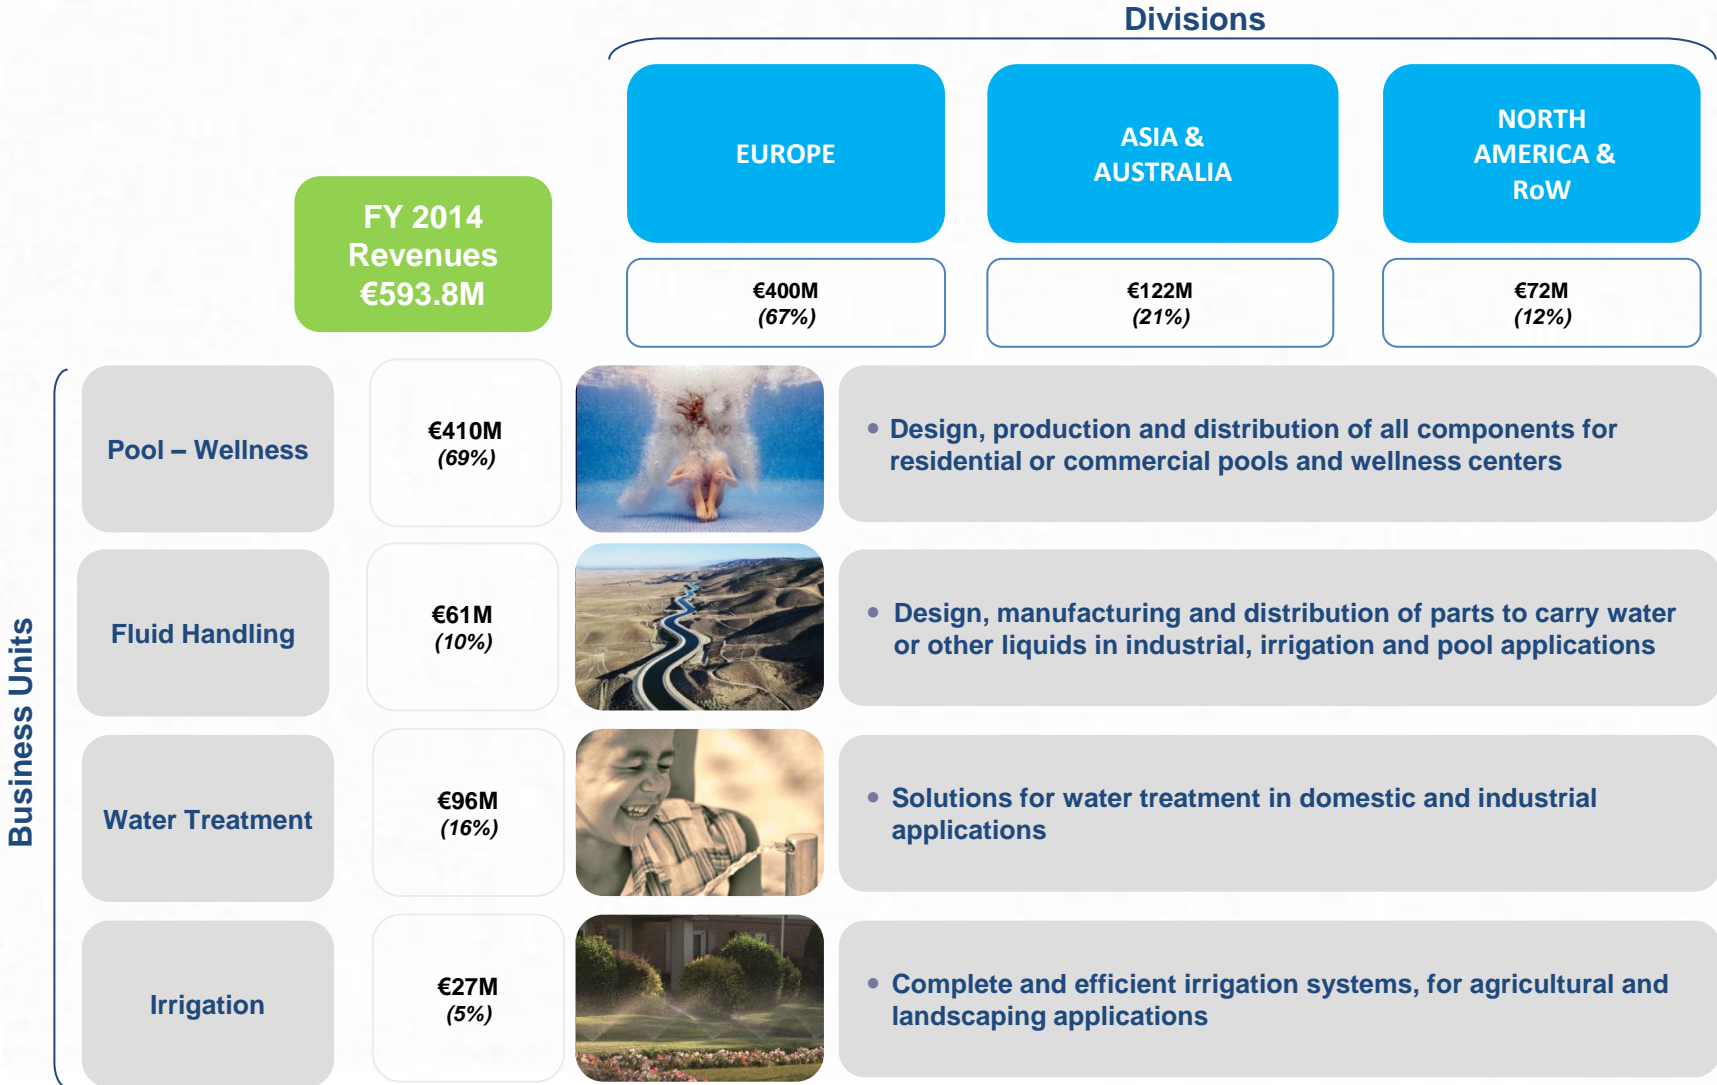 Divisions
EUROPE
ASIA &
AUSTRALIA
NORTH
AMERICA &
RoW
FY 2014
Revenues
€593.8M
€400M
(67%)
€122M
(21%)
€72M
(12%)
Business Units
Pool – Wellness
€410M
(69%)
• Design, production and distribution of all components for
residential or commercial pools and wellness centers
Fluid Handling
€61M
(10%)
• Design, manufacturing and distribution of parts to carry water
or other liquids in industrial, irrigation and pool applications
Water Treatment
€96M
(16%)
• Solutions for water treatment in domestic and industrial
applications
Irrigation
€27M
(5%)
• Complete and efficient irrigation systems, for agricultural and
landscaping applications